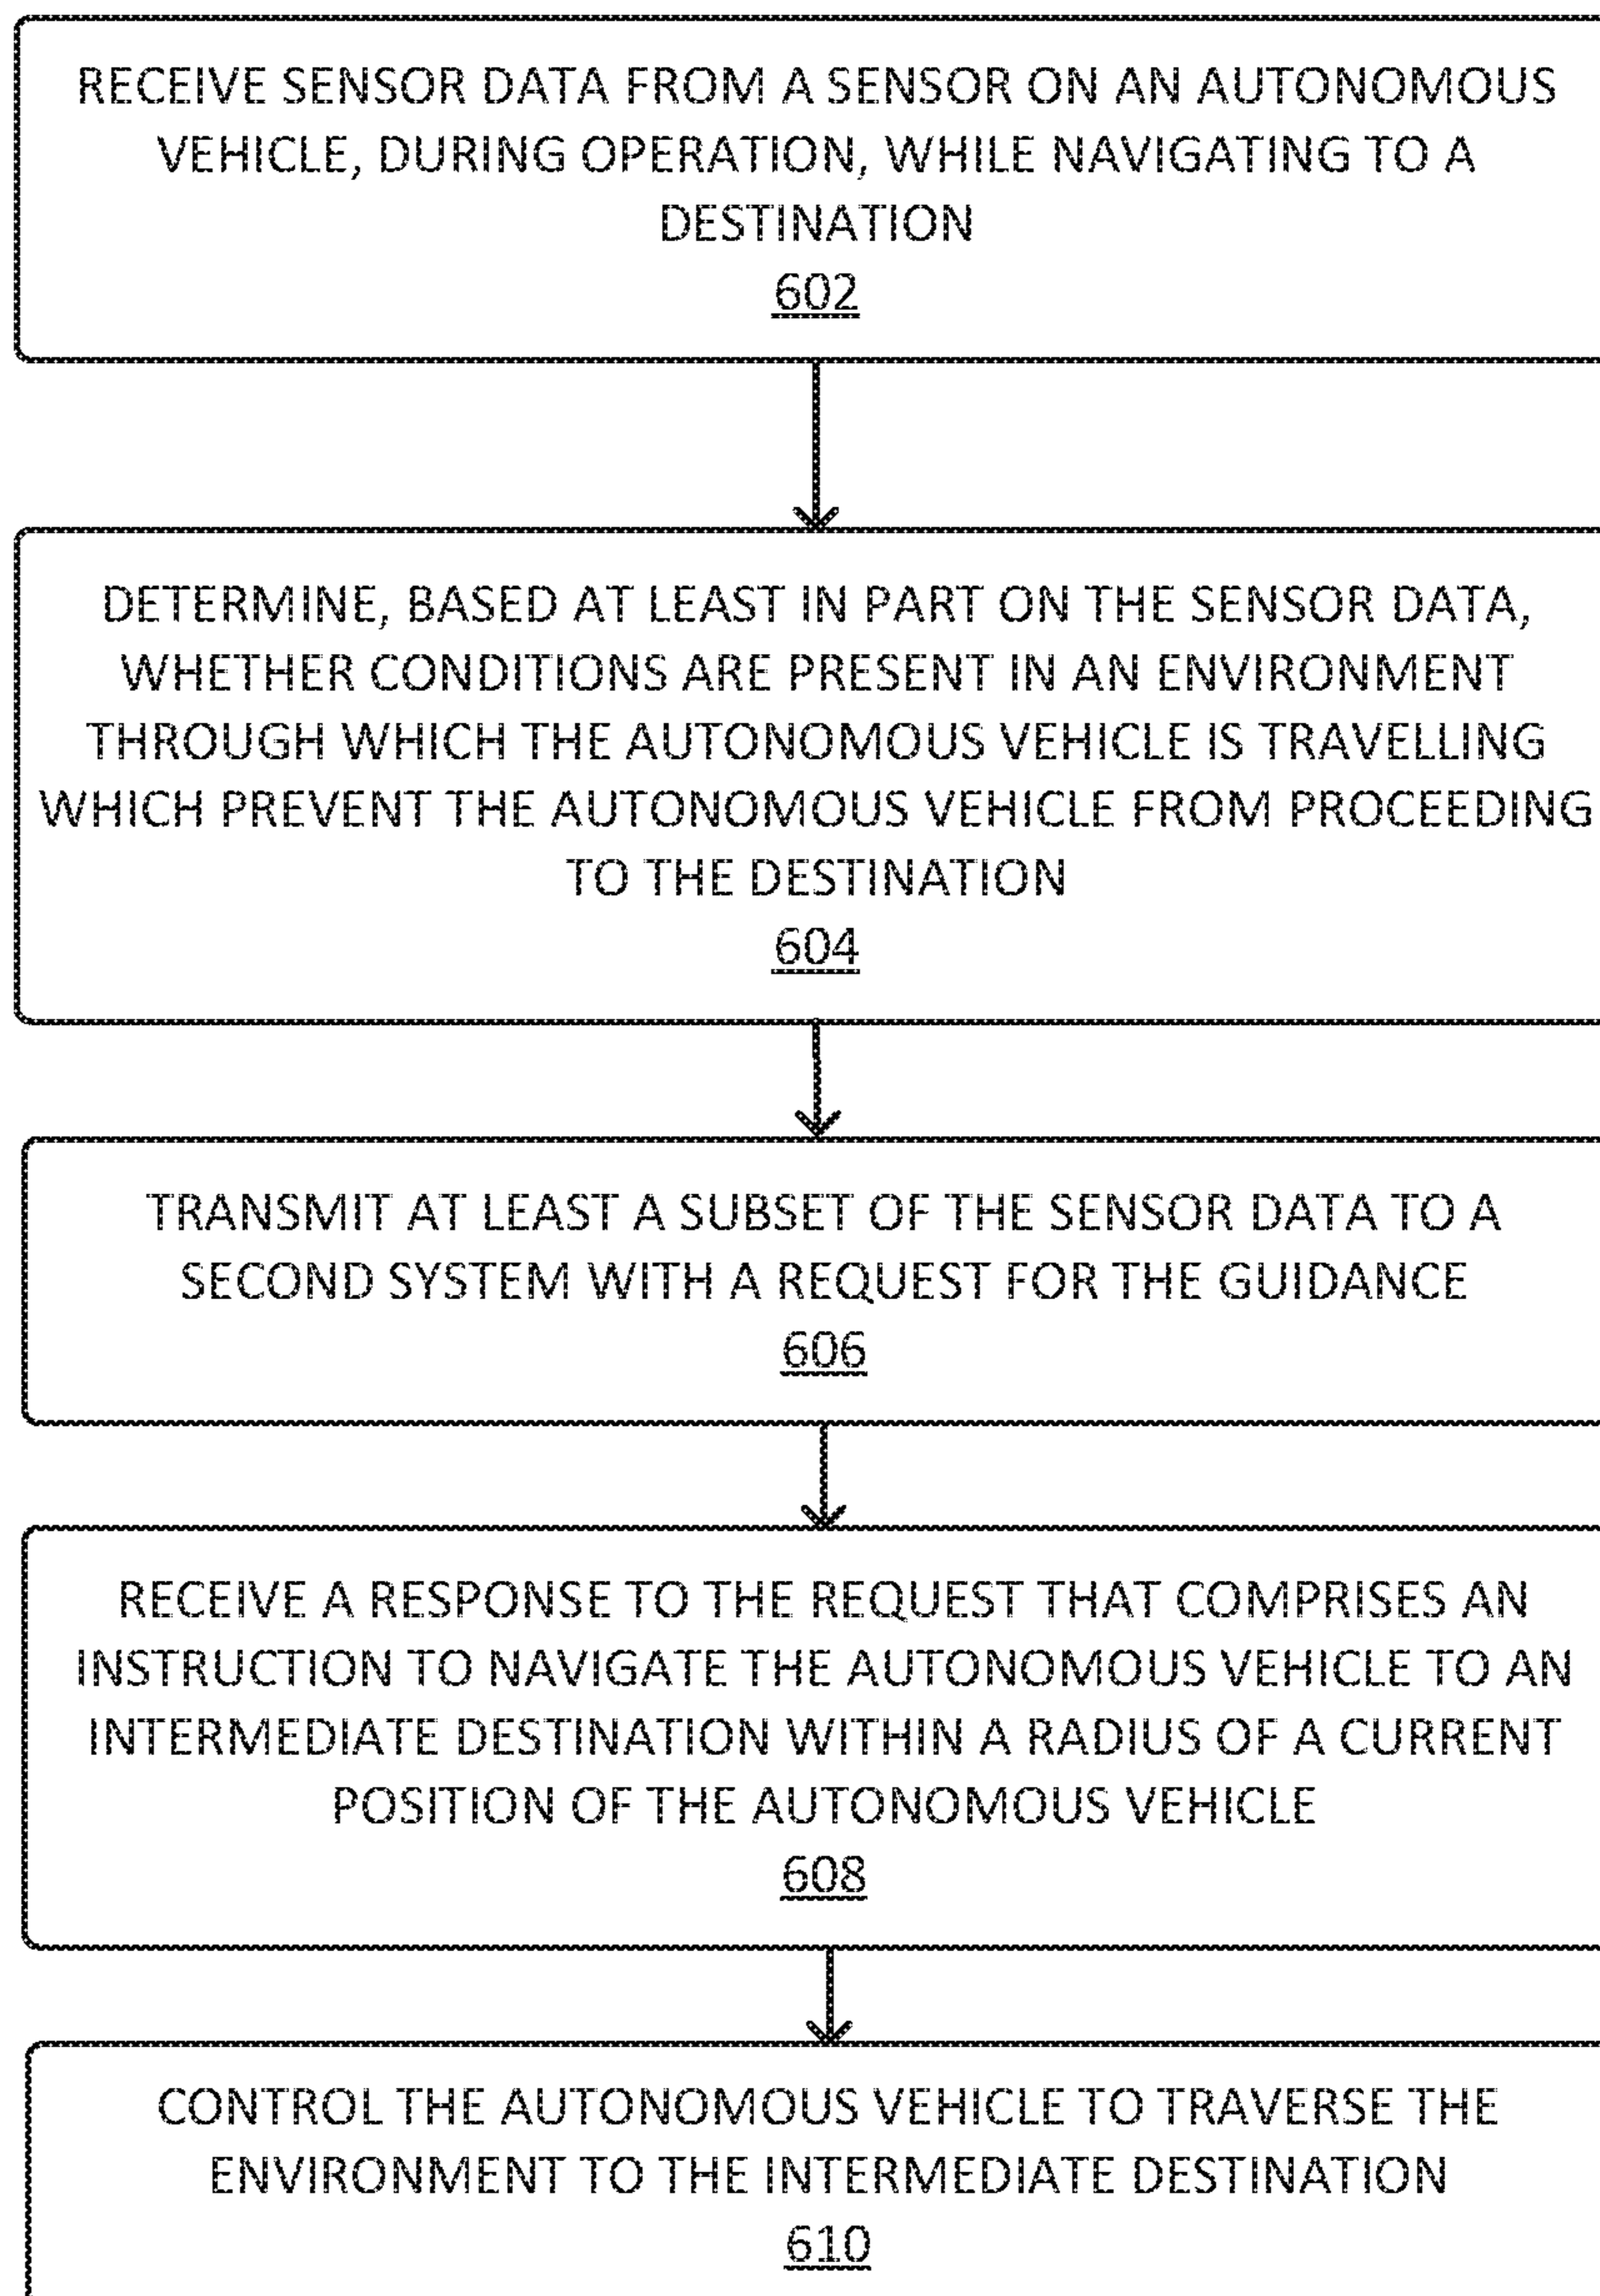 RECEIVE SENSOR DATA FROM A SENSOR ON AN AUTONOMOUS
VEHICLE, DURING OPERATION, WHILE NAVIGATING TO A
DESTINATION
602
DETERMINE, BASED AT LEAST IN PART ON THE SENSOR DATA,
WHETHER CONDITIONS ARE PRESENT IN AN ENVIRONMENT
THROUGH WHICH THE AUTONOMOUS VEHICLE IS TRAVELLING
WHICH PREVENT THE AUTONOMOUS VEHICLE FROM PROCEEDING
TO THE DESTINATION
604
TRANSMIT AT LEAST A SUBSET OF THE SENSOR DATA TO A
SECOND SYSTEM WITH A REQUEST FOR THE GUIDANCE
606
RECEIVE A RESPONSE TO THE REQUEST THAT COMPRISES AN
INSTRUCTION TO NAVIGATE THE AUTONOMOUS VEHICLE TO AN
INTERMEDIATE DESTINATION WITHIN A RADIUS OF A CURRENT
POSITION OF THE AUTONOMOUS VEHICLE
608
CONTROL THE AUTONOMOUS VEHICLE TO TRAVERSE THE
ENVIRONMENT TO THE INTERMEDIATE DESTINATION
610